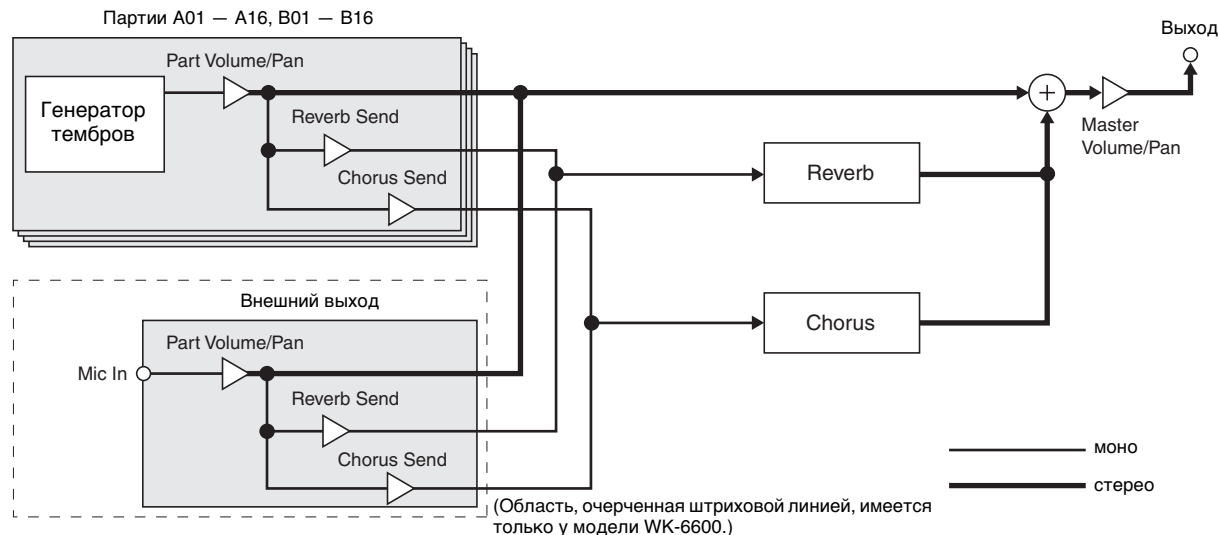 Партии A01 — A16, B01 — B16
Выход
Part Volume/Pan
Генератор
тембров
Reverb Send
Chorus Send
+
Master
Volume/Pan
Reverb
Внешний выход
Chorus
Part Volume/Pan
Mic In
Reverb Send
Chorus Send
моно
стерео
(Область, очерченная штриховой линией, имеется
только у модели WK-6600.)